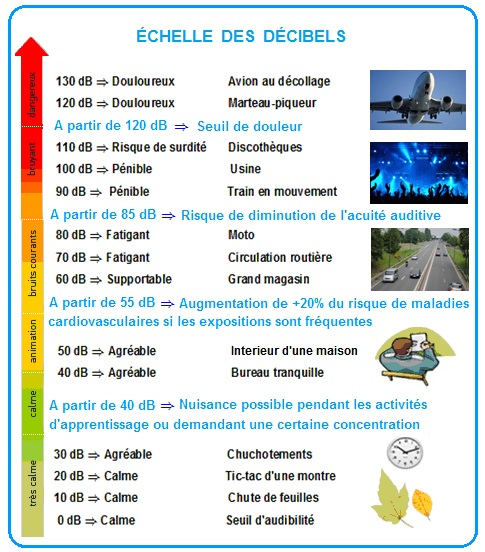 ÉCHELLE DES DÉCIBELS
dangereux
130 dB ⇒ Douloureux Avion au décollage
120 dB ⇒ Douloureux Marteau-piqueur
A partir de 120 dB ⇒ Seuil de douleur
bruyant
110 dB ⇒ Risque de surdité Discothèques
100 dB ⇒ Pénible Usine
90 dB ⇒ Pénible Train en mouvement
A partir de 85 dB ⇒ Risque de diminution de l'acuité auditive
bruits courants
80 dB ⇒ Fatigant Moto
70 dB ⇒ Fatigant Circulation routière
60 dB ⇒ Supportable Grand magasin
A partir de 55 dB ⇒ Augmentation de +20% du risque de maladies
cardiovasculaires si les expositions sont fréquentes
animation
50 dB ⇒ Agréable Interieur d'une maison
40 dB ⇒ Agréable Bureau tranquille
calme
A partir de 40 dB ⇒ Nuisance possible pendant les activités
d'apprentissage ou demandant une certaine concentration
très calme
30 dB ⇒ Agréable Chuchotements
20 dB ⇒ Calme Tic-tac d'une montre
10 dB ⇒ Calme Chute de feuilles
0 dB ⇒ Calme Seuil d'audibilité